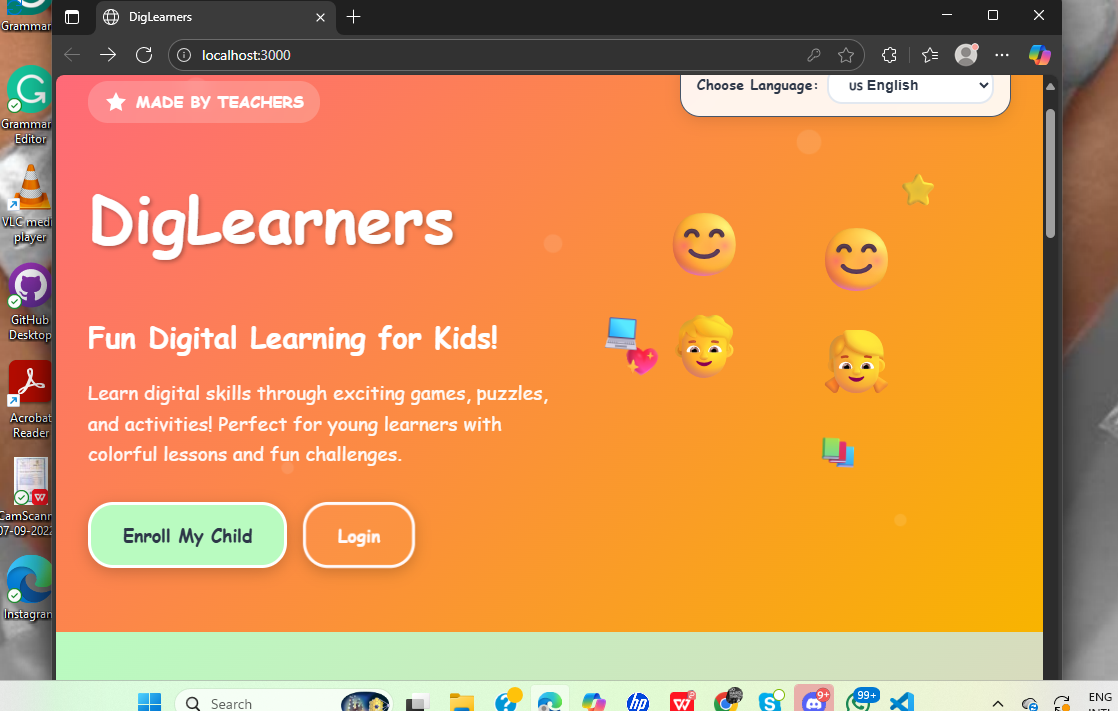 DigLearners
localhost:3000
Grammar
Grammar
Editor
VLC med
player
GitHub
Desktop
Acrobat
Reader
CamScann
07-09-2022
Instagram
MADE BY TEACHERS
Choose Language:
us English
DigLearners
Fun Digital Learning for Kids!
Learn digital skills through exciting games, puzzles,
and activities! Perfect for young learners with
colorful lessons and fun challenges.
Enroll My Child
Login
Search
9+
99+
ENG